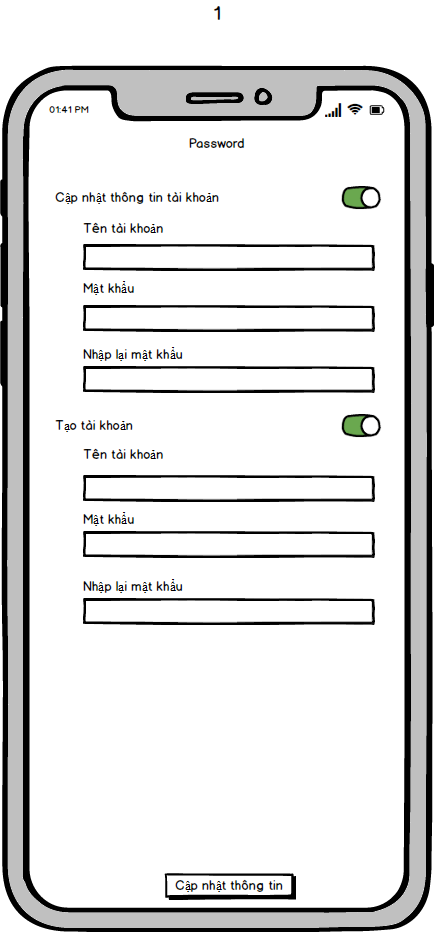 1
01:41 PM
Password
Cập nhật thông tin tài khoản
Tên tài khoản
Mật khẩu
Nhập lại mật khẩu
Tạo tài khoản
Tên tài khoản
Mật khẩu
Nhập lại mật khẩu
Cập nhật thông tin